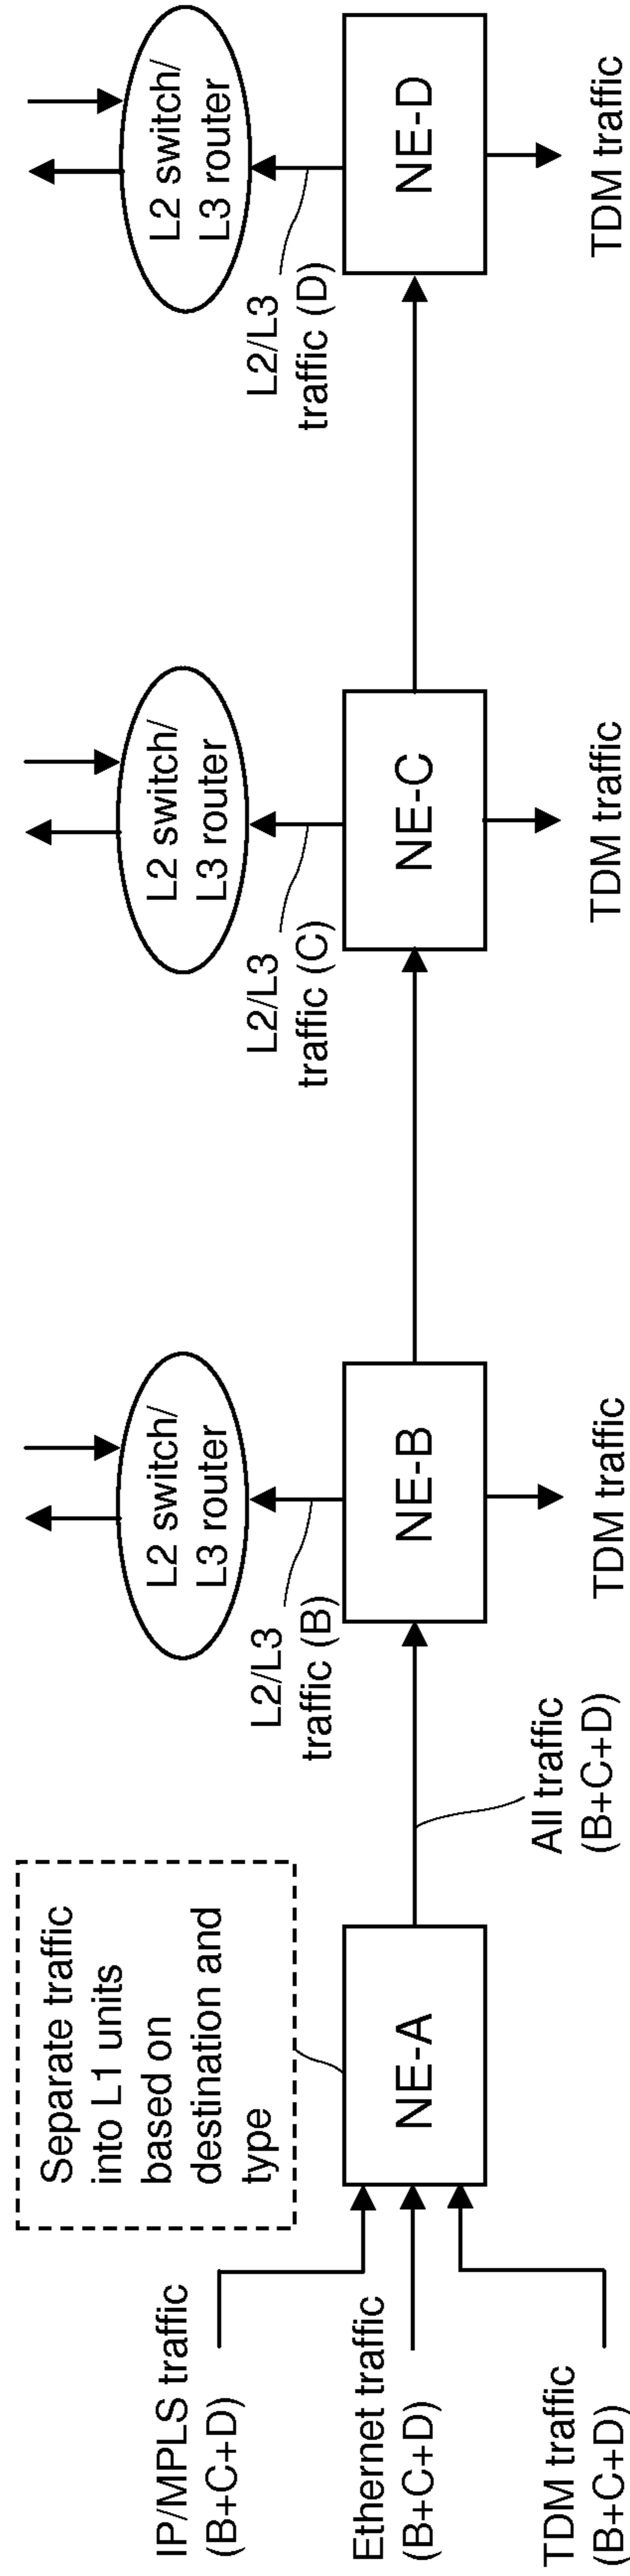 IP/MPLS traffic
(B+C+D)
Ethernet traffic
(B+C+D)
TDM traffic
(B+C+D)
Separate traffic
into L1 units
based on
destination and
type
NE-A
All traffic
(B+C+D)
L2 switch/
L3 router
L2/L3
traffic (B)
NE-B
TDM traffic
L2 switch/
L3 router
L2/L3
traffic (C)
NE-C
TDM traffic
L2 switch/
L3 router
L2/L3
traffic (D)
NE-D
TDM traffic